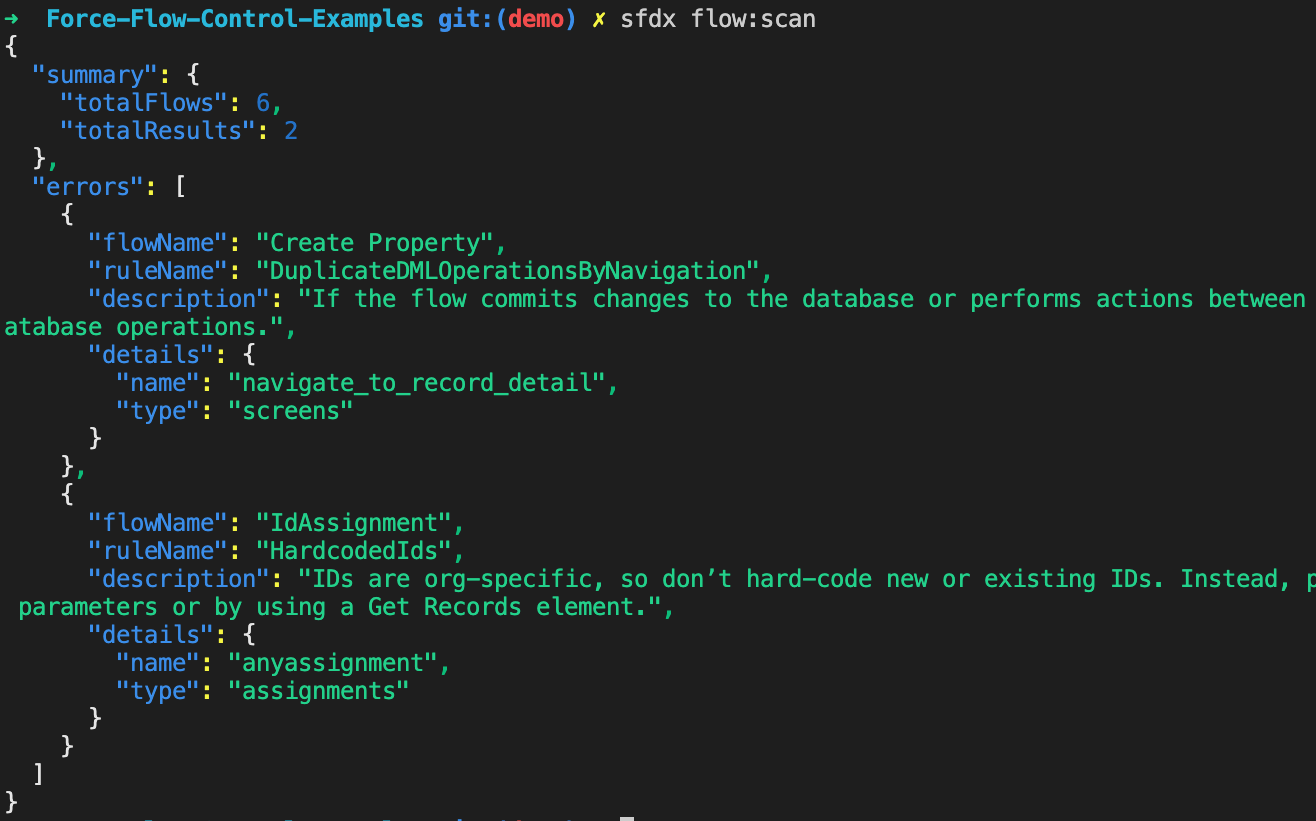 ➜  Force-Flow-Control-Examples git:(demo) ✗ sfdx flow:scan
{
  "summary": {
    "totalFlows": 6,
    "totalResults": 2
  },
  "errors": [
    {
      "flowName": "Create Property",
      "ruleName": "DuplicateDMLOperationsByNavigation",
      "description": "If the flow commits changes to the database or performs actions between
atabase operations.",
      "details": {
        "name": "navigate_to_record_detail",
        "type": "screens"
      }
    },
    {
      "flowName": "IdAssignment",
      "ruleName": "HardcodedIds",
      "description": "IDs are org-specific, so don’t hard-code new or existing IDs. Instead,
 parameters or by using a Get Records element.",
      "details": {
        "name": "anyassignment",
        "type": "assignments"
      }
    }
  ]
}